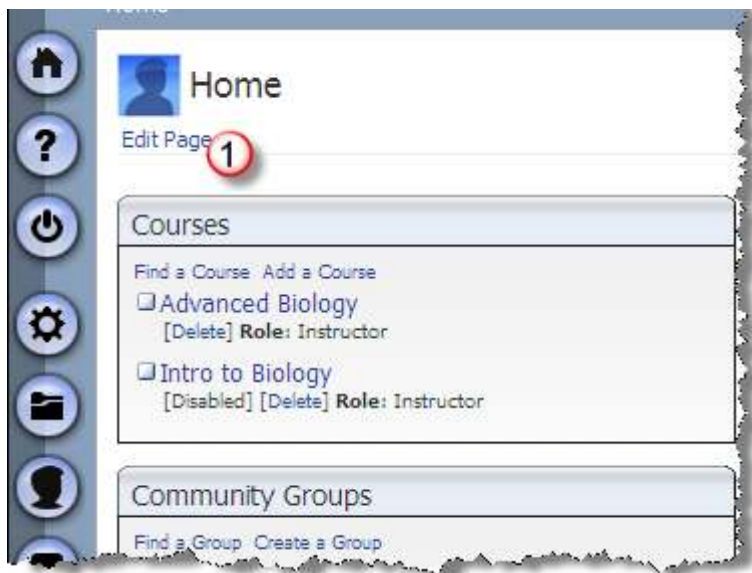 Home
Home
Edit Page
1
Courses
Find a Course Add a Course
Advanced Biology
[Delete] Role: Instructor
Intro to Biology
[Disabled] [Delete] Role: Instructor
Community Groups
Find a Group Create a Group